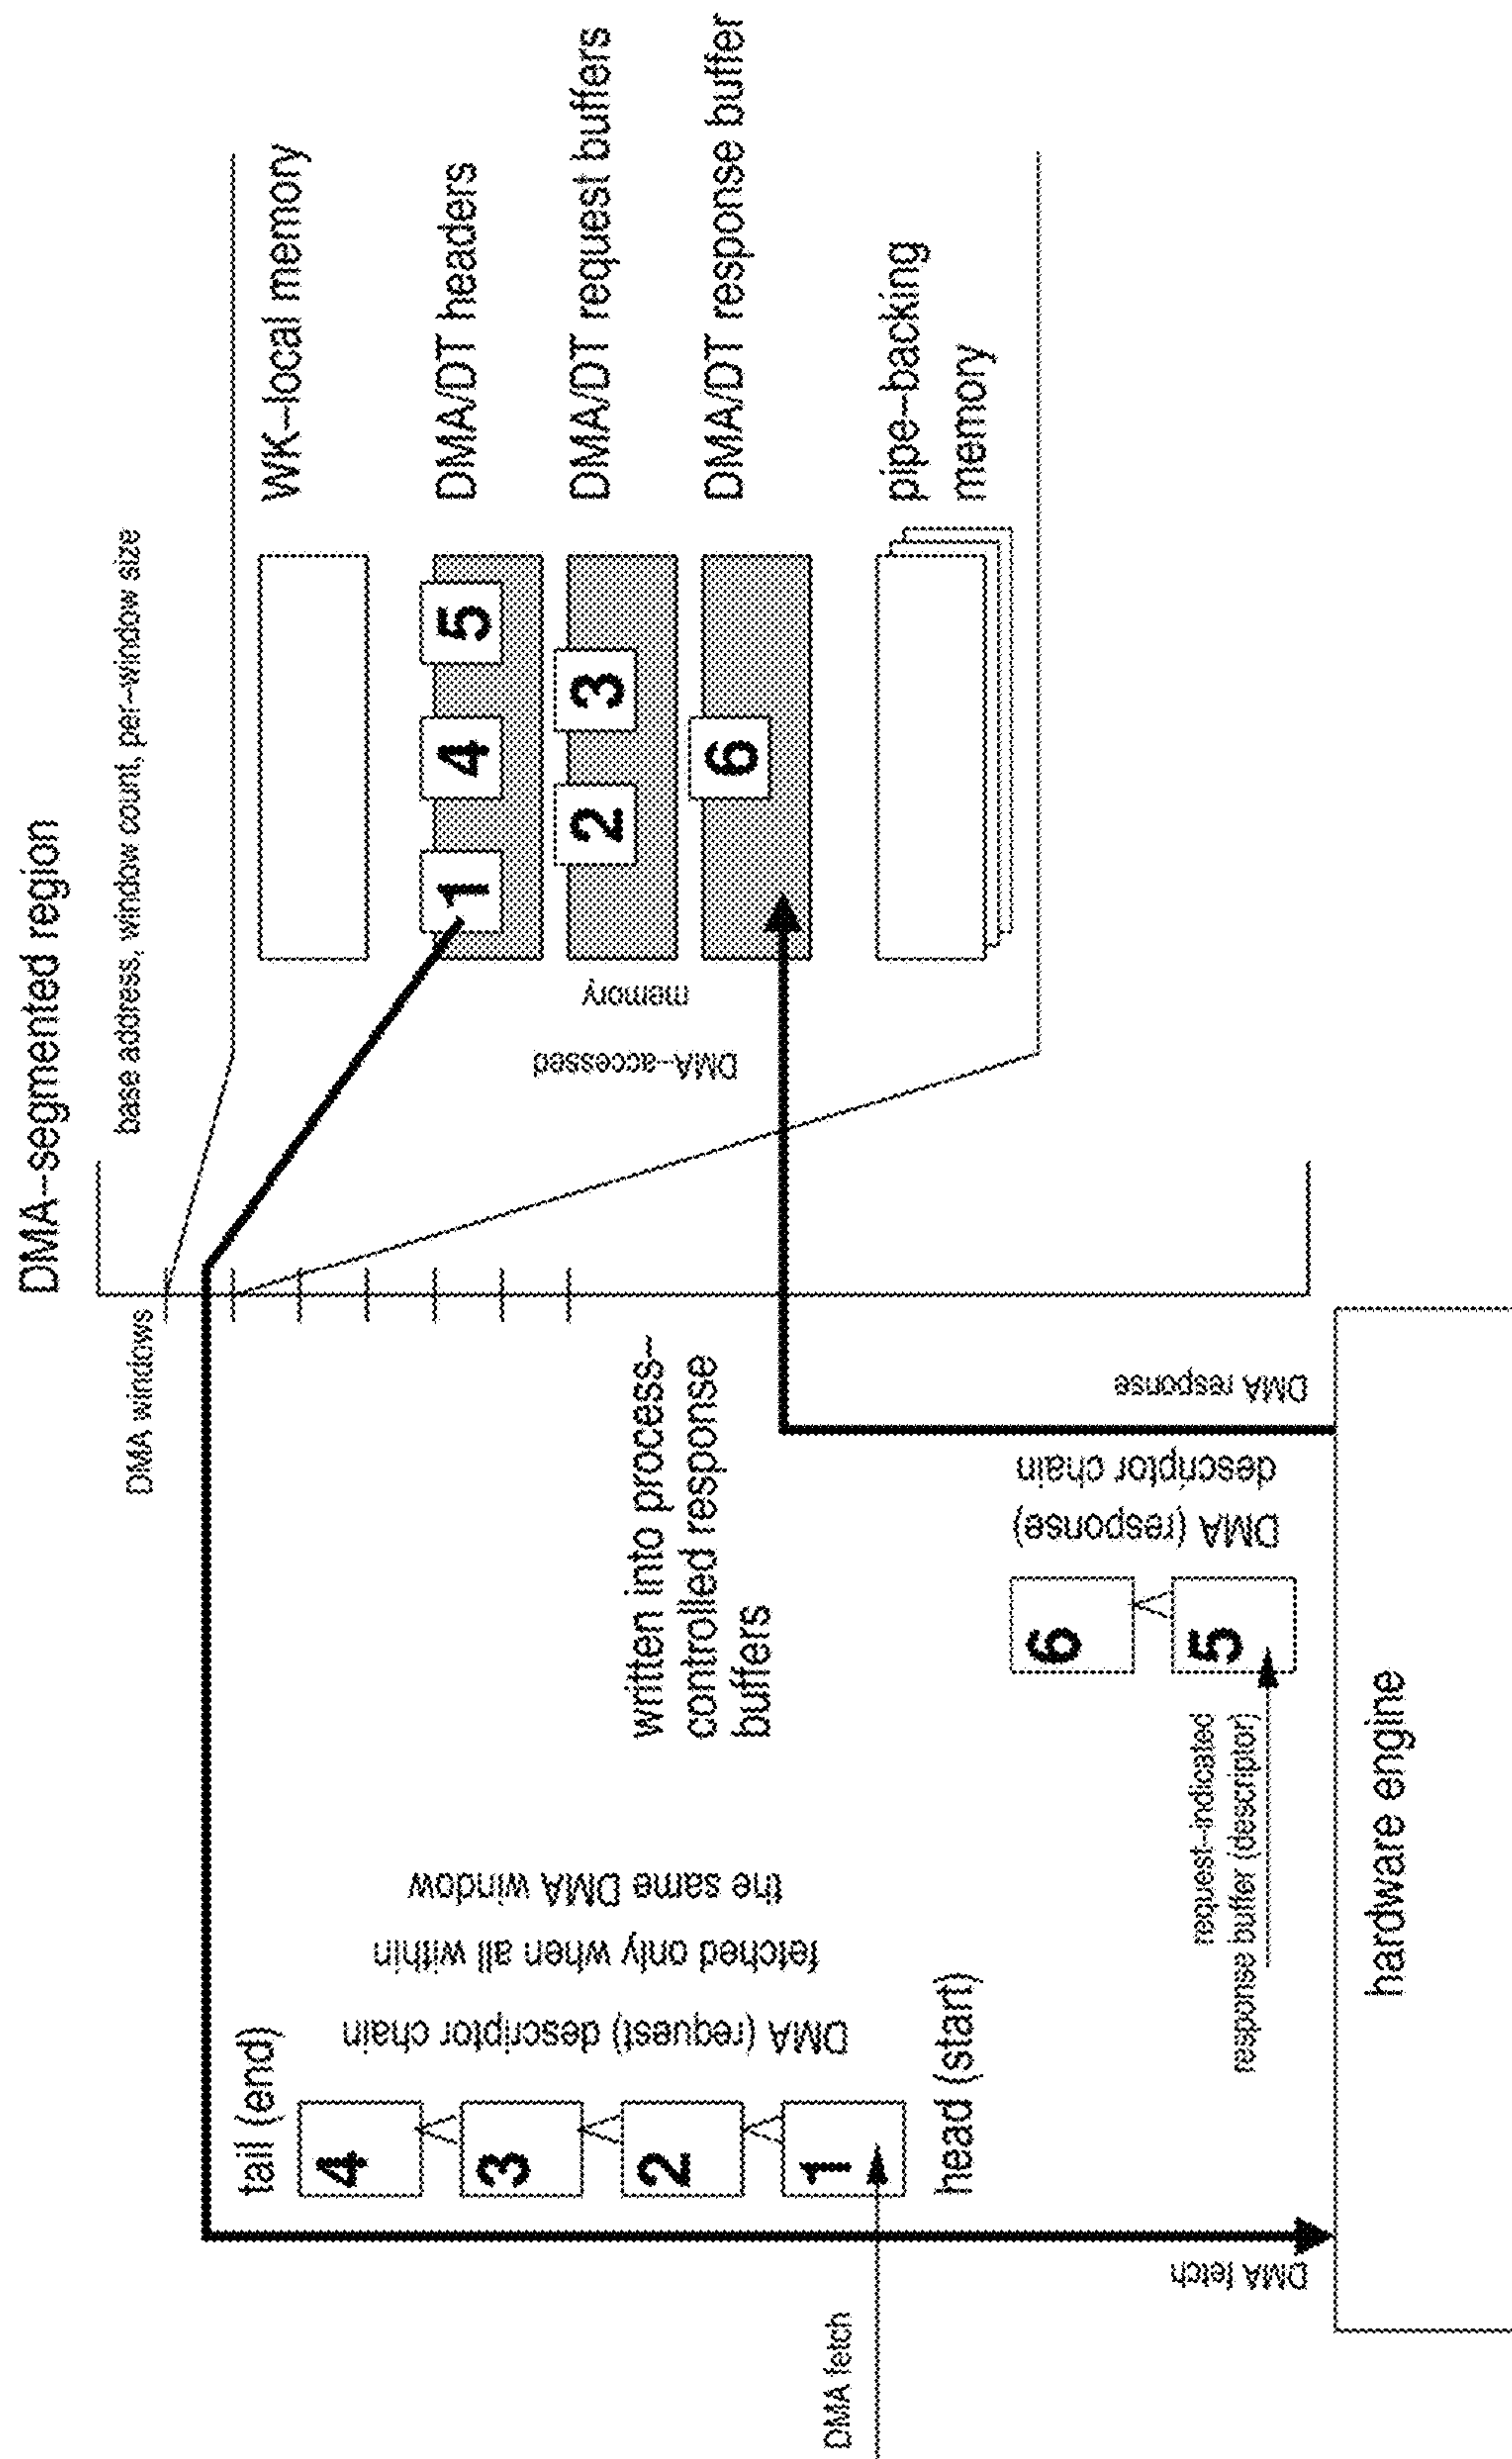 DMA-segmented region
base address, window count, per-window size
DMA windows
WK-local memory
DMA/DT headers
1
4
5
DMA/DT request buffers
2
3
DMA/DT response buffer
6
pipe-backing
memory
DMA-accessed
memory
DMA fetch
tail (end)
4
3
2
1
head (start)
DMA (request) descriptor chain
fetched only when all within
the same DMA window
written into process-
controlled response
buffers
6
5
DMA (response)
descriptor chain
request-indicated
response buffer (descriptor)
DMA fetch
DMA response
hardware engine